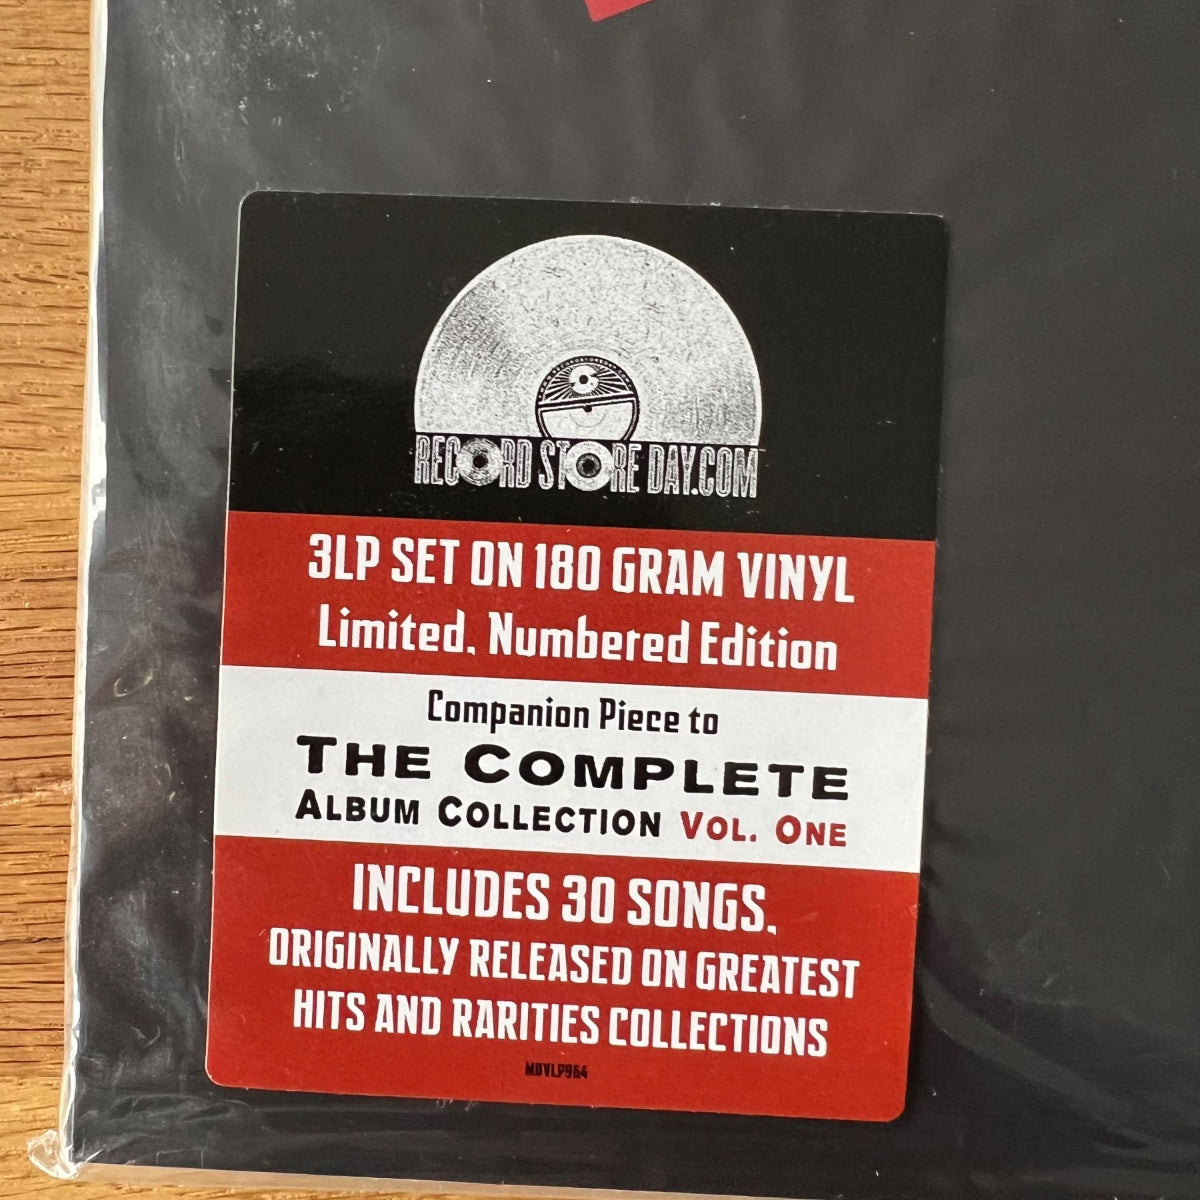 RECORD STORE DAY.COM
3LP SET ON 180 GRAM VINYL
Limited, Numbered Edition
Companion Piece to
THE COMPLETE
ALBUM COLLECTION VOL. ONE
INCLUDES 30 SONGS,
ORIGINALLY RELEASED ON GREATEST
HITS AND RARITIES COLLECTIONS
MOVLP964